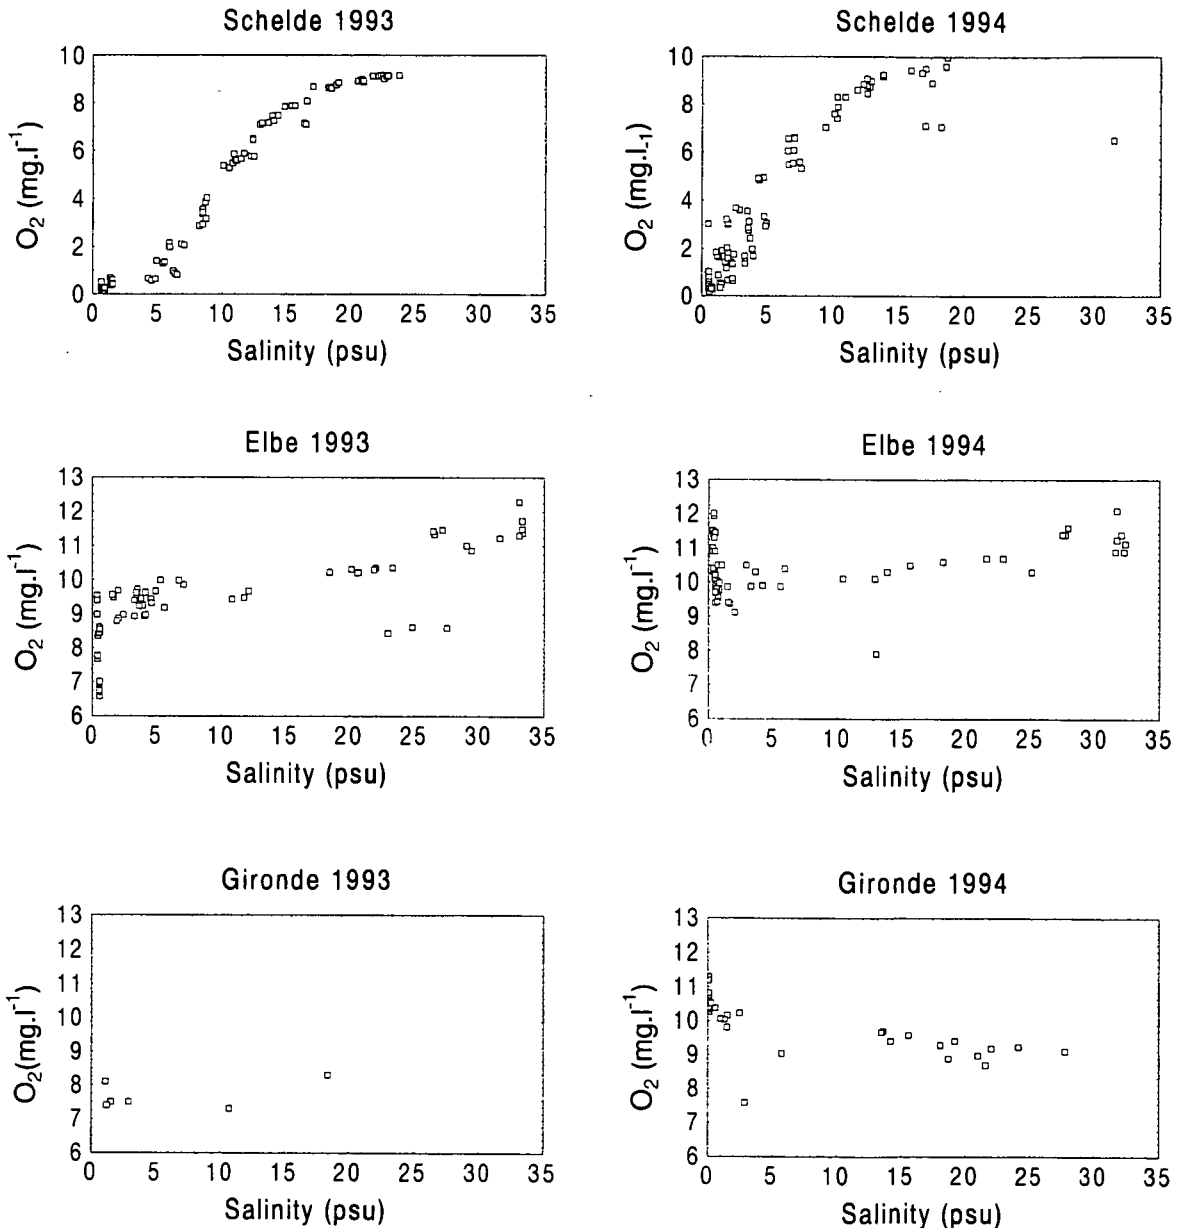 Schelde 1993
10
8
6
4
2
0
O2 (mg.l-1)
0 5 10 15 20 25 30 35
Salinity (psu)
Schelde 1994
10
8
6
4
2
0
O2 (mg.l-1)
0 5 10 15 20 25 30 35
Salinity (psu)
Elbe 1993
13
12
11
10
9
8
7
6
O2 (mg.l-1)
0 5 10 15 20 25 30 35
Salinity (psu)
Elbe 1994
13
12
11
10
9
8
7
6
O2 (mg.l-1)
0 5 10 15 20 25 30 35
Salinity (psu)
Gironde 1993
13
12
11
10
9
8
7
6
O2(mg.l-1)
0 5 10 15 20 25 30 35
Salinity (psu)
Gironde 1994
13
12
11
10
9
8
7
6
O2 (mg.l-1)
0 5 10 15 20 25 30 35
Salinity (psu)